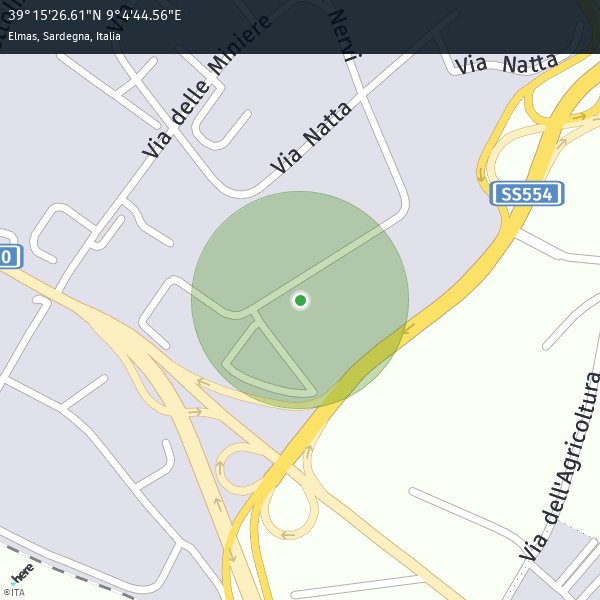 39°15'26.61"N 9°4'44.56"E
Elmas, Sardegna, Italia
Via delle Miniere
Nervi
Via Natta
Via Natta
SS554
0
Via dell'Agricoltura
here
©ITA